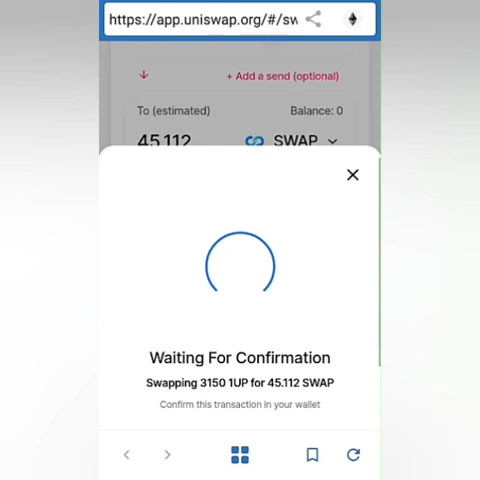 https://app.uniswap.org/#/sw
+ Add a send (optional)
To (estimated) Balance: 0
45.112 SWAP
Waiting For Confirmation
Swapping 3150 1UP for 45.112 SWAP
Confirm this transaction in your wallet